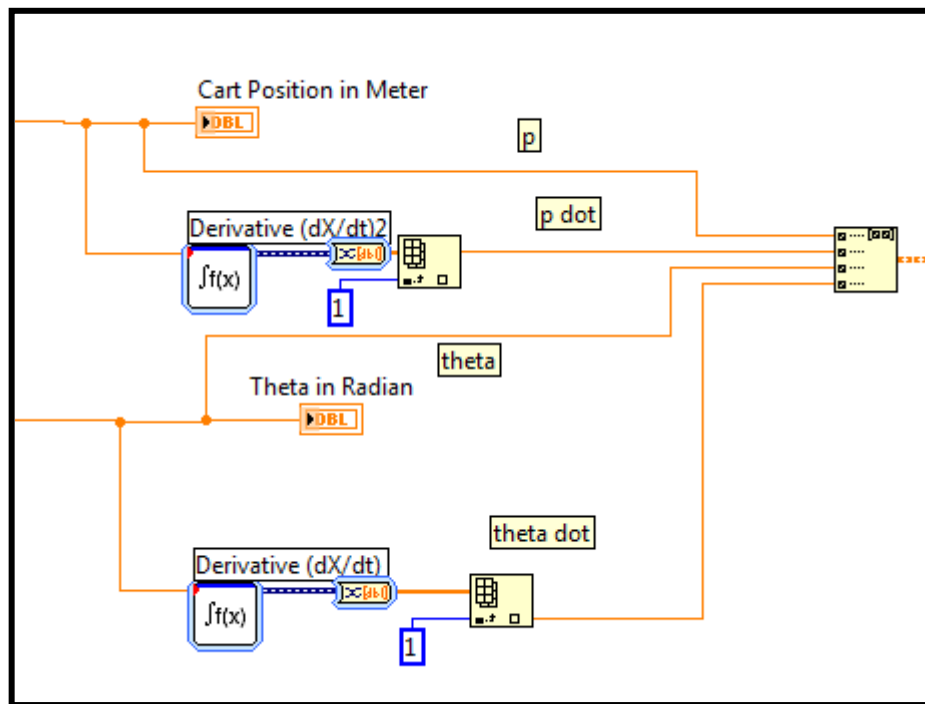 Cart Position in Meter
DBL
p
p dot
Derivative (dX/dt)2
∫f(x)
1
theta
Theta in Radian
DBL
theta dot
Derivative (dX/dt)
∫f(x)
1